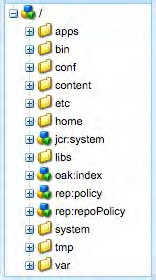 /
apps
bin
conf
content
etc
home
jcr:system
libs
oak:index
rep:policy
rep:repoPolicy
system
tmp
var